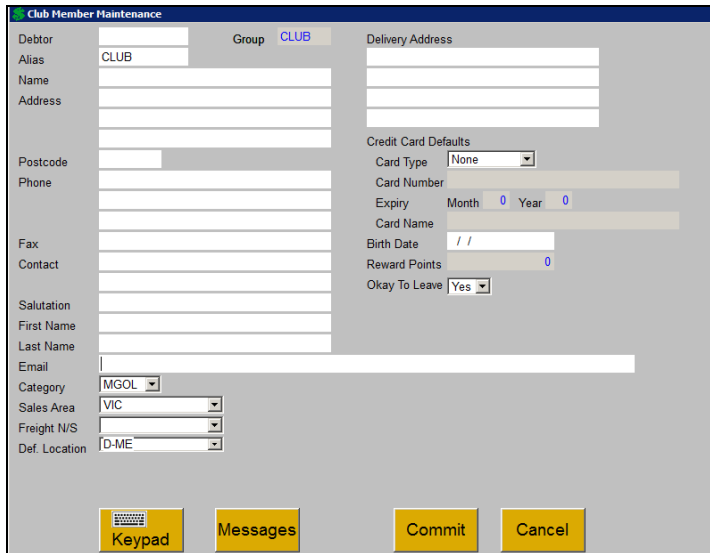 Club Member Maintenance
Debtor Group CLUB
Alias CLUB
Name
Address
Postcode
Phone
Fax
Contact
Salutation
First Name
Last Name
Email
Category MGOL
Sales Area VIC
Freight N/S
Def. Location D-ME
Delivery Address
Credit Card Defaults
Card Type None
Card Number
Expiry Month 0 Year 0
Card Name
Birth Date / /
Reward Points 0
Okay To Leave Yes
Keypad Messages Commit Cancel